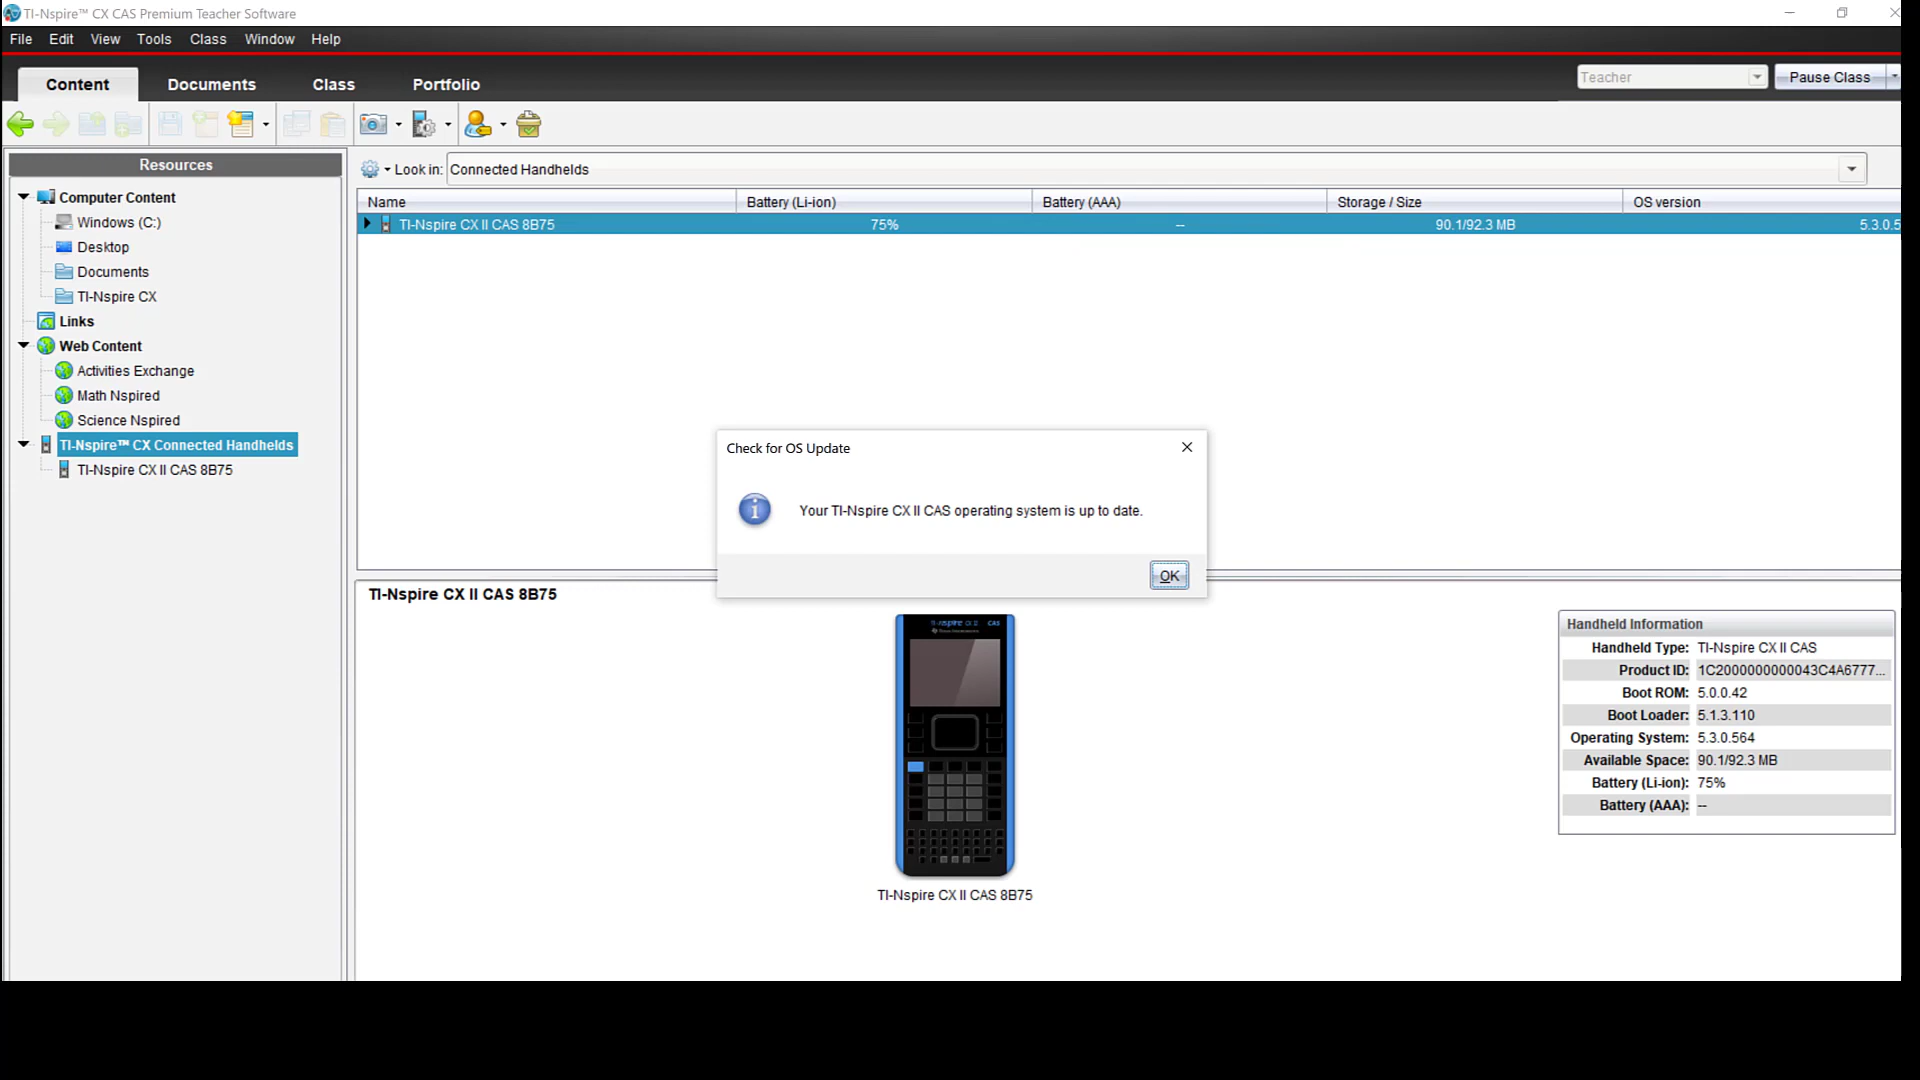 TI-Nspire™ CX CAS Premium Teacher Software
File Edit View Tools Class Window Help
Content Documents Class Portfolio
Teacher Pause Class
Resources
Look in: Connected Handhelds
Computer Content
Windows (C:)
Desktop
Documents
TI-Nspire CX
Links
Web Content
Activities Exchange
Math Nspired
Science Nspired
TI-Nspire™ CX Connected Handhelds
TI-Nspire CX II CAS 8B75
Name Battery (Li-ion) Battery (AAA) Storage / Size OS version
TI-Nspire CX II CAS 8B75 75% -- 90.1/92.3 MB 5.3.0.5
Check for OS Update
Your TI-Nspire CX II CAS operating system is up to date.
OK
TI-Nspire CX II CAS 8B75
TI-nspire CX II CAS
Texas Instruments
TI-Nspire CX II CAS 8B75
Handheld Information
Handheld Type: TI-Nspire CX II CAS
Product ID: 1C2000000000043C4A6777...
Boot ROM: 5.0.0.42
Boot Loader: 5.1.3.110
Operating System: 5.3.0.564
Available Space: 90.1/92.3 MB
Battery (Li-ion): 75%
Battery (AAA): --